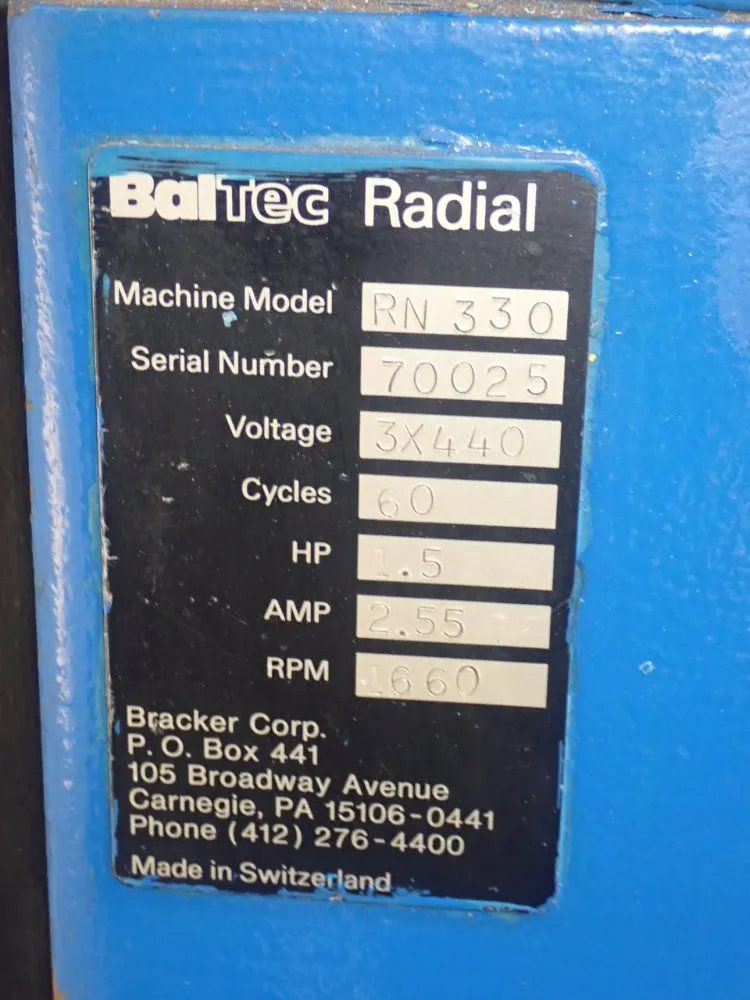 BalTec Radial
Machine Model RN 330
Serial Number 70025
Voltage 3X440
Cycles 60
HP 1.5
AMP 2.55
RPM 1660
Bracker Corp.
P. O. Box 441
105 Broadway Avenue
Carnegie, PA 15106-0441
Phone (412) 276-4400
Made in Switzerland